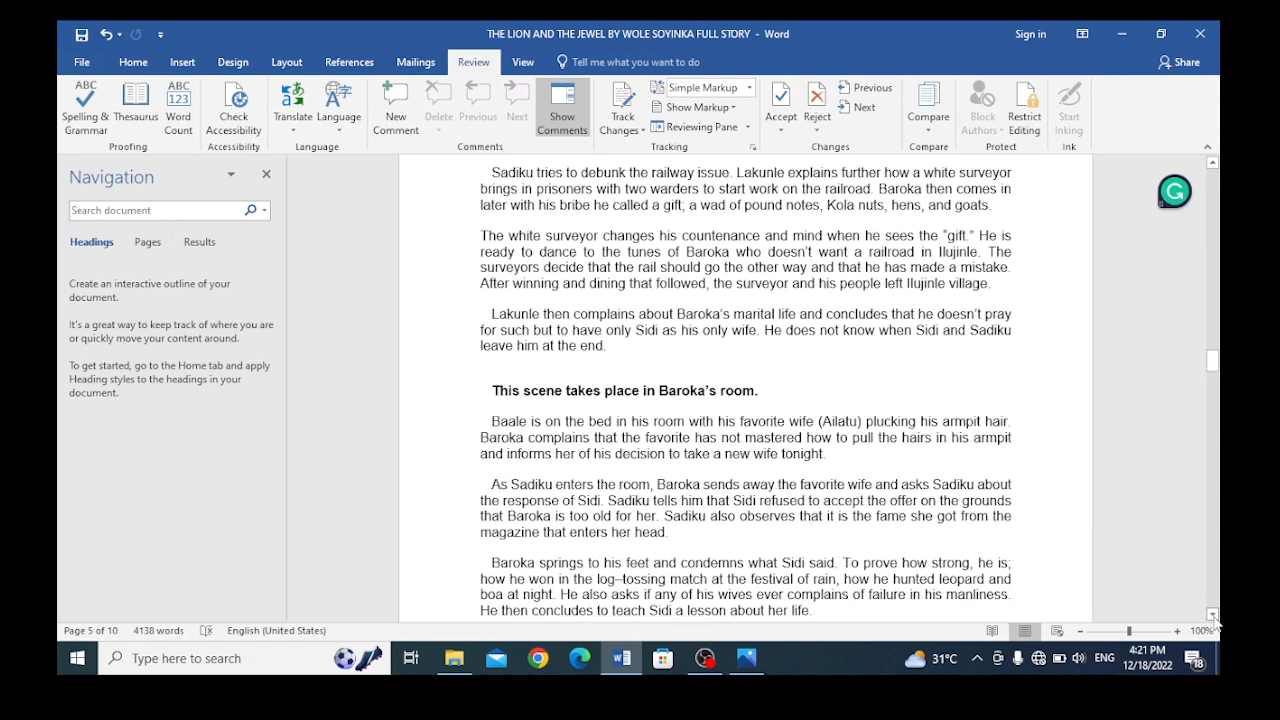 THE LION AND THE JEWEL BY WOLE SOYINKA FULL STORY - Word
Sign in
File Home Insert Design Layout References Mailings Review View Tell me what you want to do Share
ABC
Spelling & Grammar
Thesaurus
ABC 123
Word Count
Proofing
Check Accessibility
Accessibility
Translate
Language
Language
New Comment
Delete
Previous
Next
Show Comments
Comments
Track Changes
Simple Markup
Show Markup
Reviewing Pane
Tracking
Accept
Reject
Previous
Next
Changes
Compare
Compare
Block Authors
Restrict Editing
Protect
Start Inking
Ink
Navigation
Search document
Headings Pages Results
Create an interactive outline of your
document.
It's a great way to keep track of where you are
or quickly move your content around.
To get started, go to the Home tab and apply
Heading styles to the headings in your
document.
Sadiku tries to debunk the railway issue. Lakunle explains further how a white surveyor
brings in prisoners with two warders to start work on the railroad. Baroka then comes in
later with his bribe he called a gift; a wad of pound notes, Kola nuts, hens, and goats.
The white surveyor changes his countenance and mind when he sees the “gift.” He is
ready to dance to the tunes of Baroka who doesn’t want a railroad in Ilujinle. The
surveyors decide that the rail should go the other way and that he has made a mistake.
After winning and dining that followed, the surveyor and his people left Ilujinle village.
Lakunle then complains about Baroka’s marital life and concludes that he doesn’t pray
for such but to have only Sidi as his only wife. He does not know when Sidi and Sadiku
leave him at the end.
This scene takes place in Baroka’s room.
Baale is on the bed in his room with his favorite wife (Ailatu) plucking his armpit hair.
Baroka complains that the favorite has not mastered how to pull the hairs in his armpit
and informs her of his decision to take a new wife tonight.
As Sadiku enters the room, Baroka sends away the favorite wife and asks Sadiku about
the response of Sidi. Sadiku tells him that Sidi refused to accept the offer on the grounds
that Baroka is too old for her. Sadiku also observes that it is the fame she got from the
magazine that enters her head.
Baroka springs to his feet and condemns what Sidi said. To prove how strong, he is;
how he won in the log–tossing match at the festival of rain, how he hunted leopard and
boa at night. He also asks if any of his wives ever complains of failure in his manliness.
He then concludes to teach Sidi a lesson about her life.
Page 5 of 10 4138 words English (United States) 100%
Type here to search
31°C
ENG
4:21 PM
12/18/2022
18